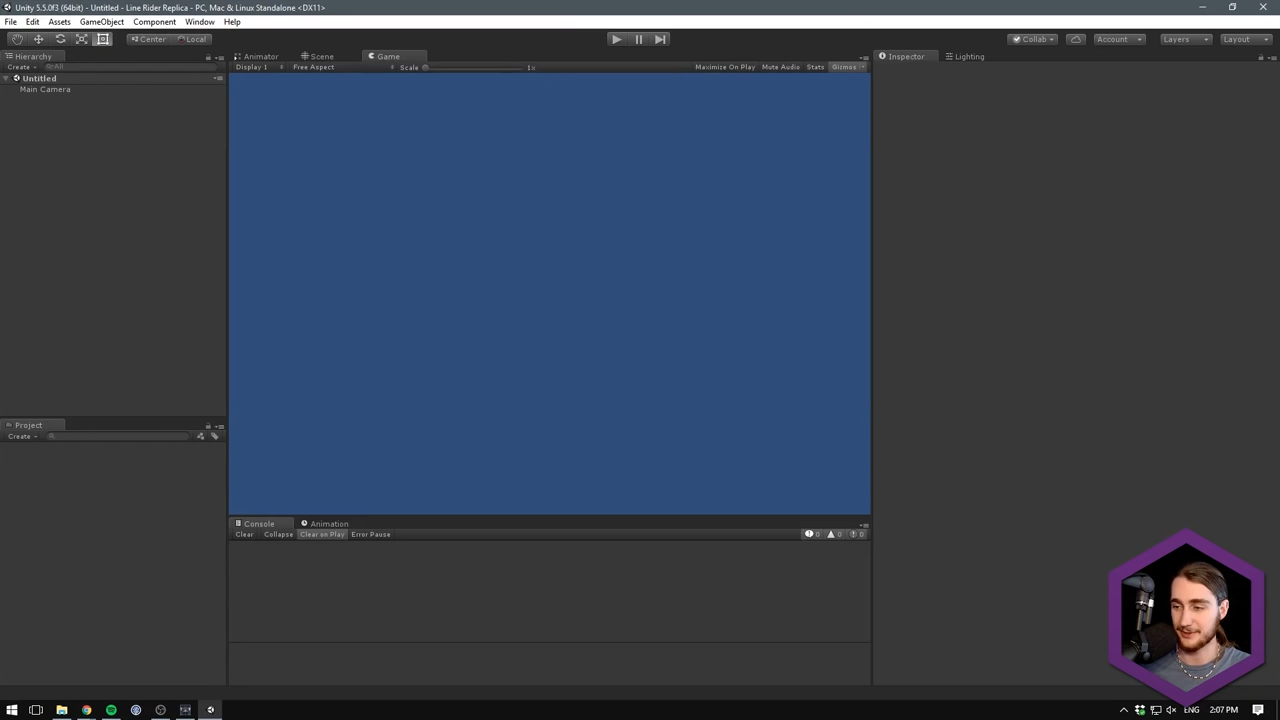 Unity 5.5.0f3 (64bit) - Untitled - Line Rider Replica - PC, Mac & Linux Standalone <DX11>
File Edit Assets GameObject Component Window Help
Center Local Collab Account Layers Layout
Hierarchy Animator Scene Game Inspector Lighting
Create All Display 1 Free Aspect Scale 1x Maximize On Play Mute Audio Stats Gizmos
Untitled
Main Camera
Project
Create
Console Animation
Clear Collapse Clear on Play Error Pause 0 0 0
ENG 2:07 PM